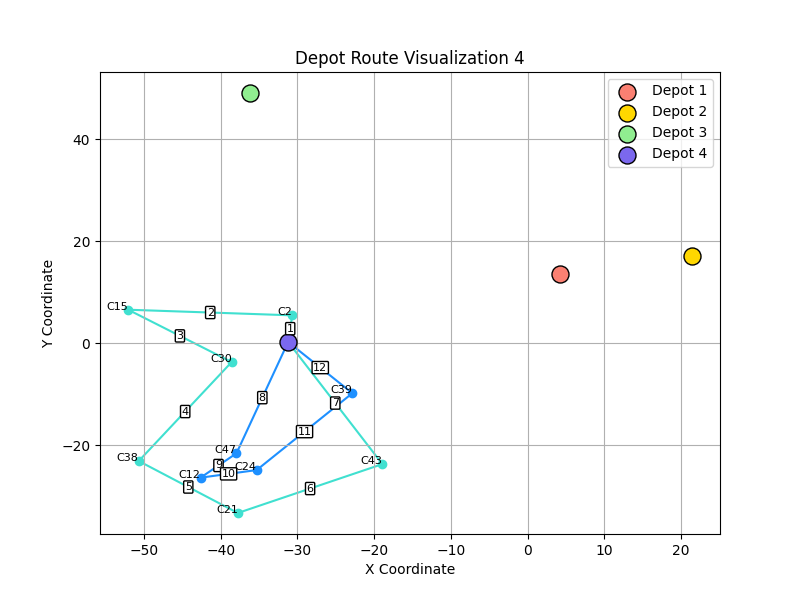 Depot Route Visualization 4
Depot 1
Depot 2
Depot 3
Depot 4
40
20
0
−20
Y Coordinate
C15
2
C2
1
3
C30
12
C39
4
8
7
11
C47
C38
9
C43
C12
10
C24
5
6
C21
−50
−40
−30
−20
−10
0
10
20
X Coordinate